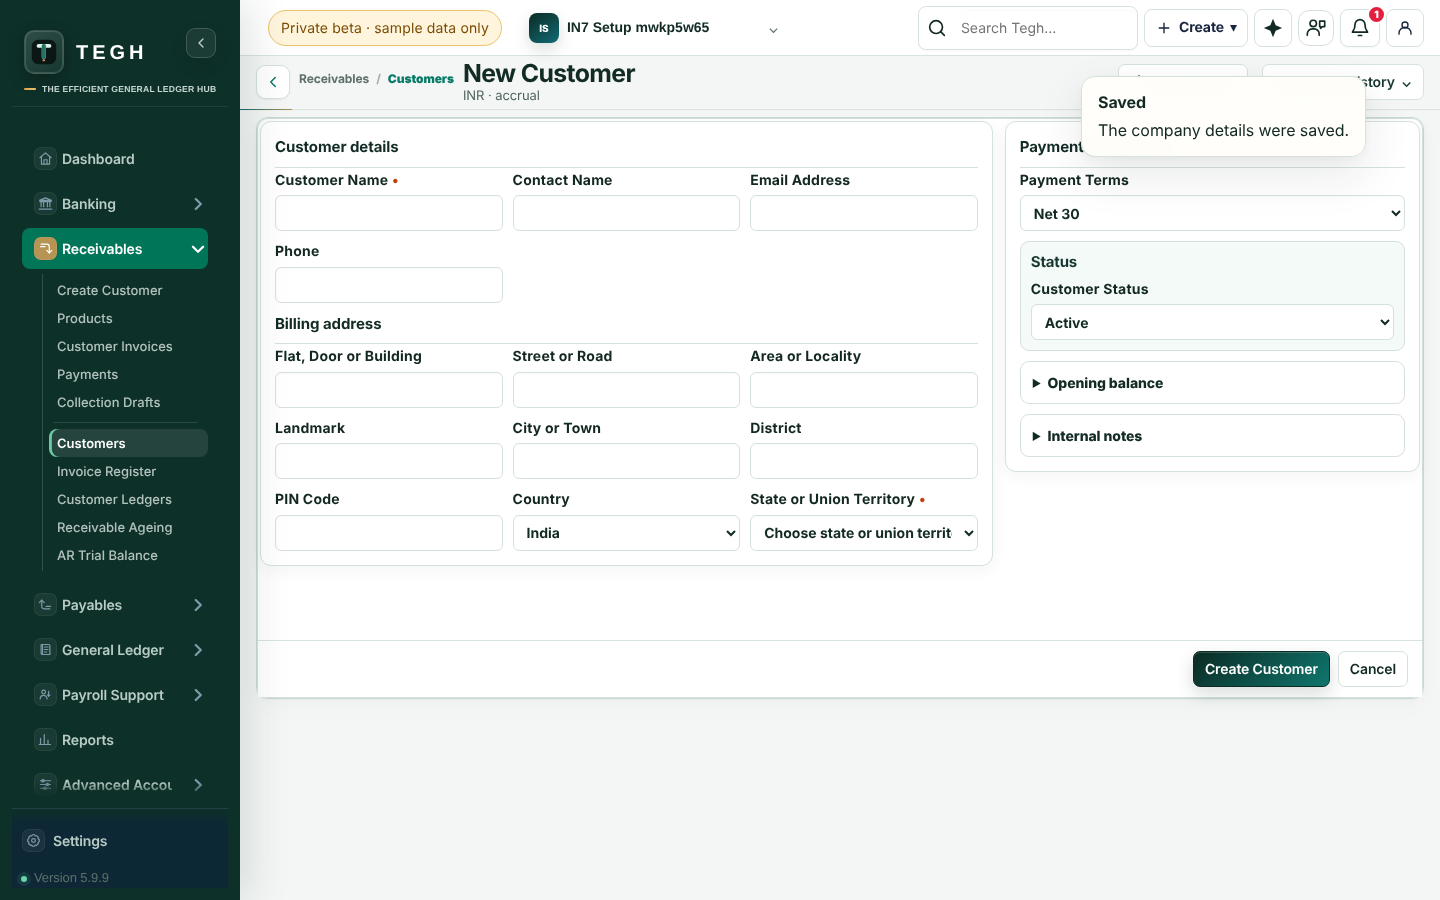 TEGH
THE EFFICIENT GENERAL LEDGER HUB
Dashboard
Banking
Receivables
Create Customer
Products
Customer Invoices
Payments
Collection Drafts
Customers
Invoice Register
Customer Ledgers
Receivable Ageing
AR Trial Balance
Payables
General Ledger
Payroll Support
Reports
Advanced Accou
Settings
Version 5.9.9
Private beta · sample data only
IS
IN7 Setup mwkp5w65
Search Tegh...
+ Create ▾
1
Receivables / Customers
New Customer
INR · accrual
story
Saved
The company details were saved.
Customer details
Customer Name •
Contact Name
Email Address
Phone
Billing address
Flat, Door or Building
Street or Road
Area or Locality
Landmark
City or Town
District
PIN Code
Country
State or Union Territory •
India
Choose state or union territ
Payment
Payment Terms
Net 30
Status
Customer Status
Active
Opening balance
Internal notes
Create Customer
Cancel